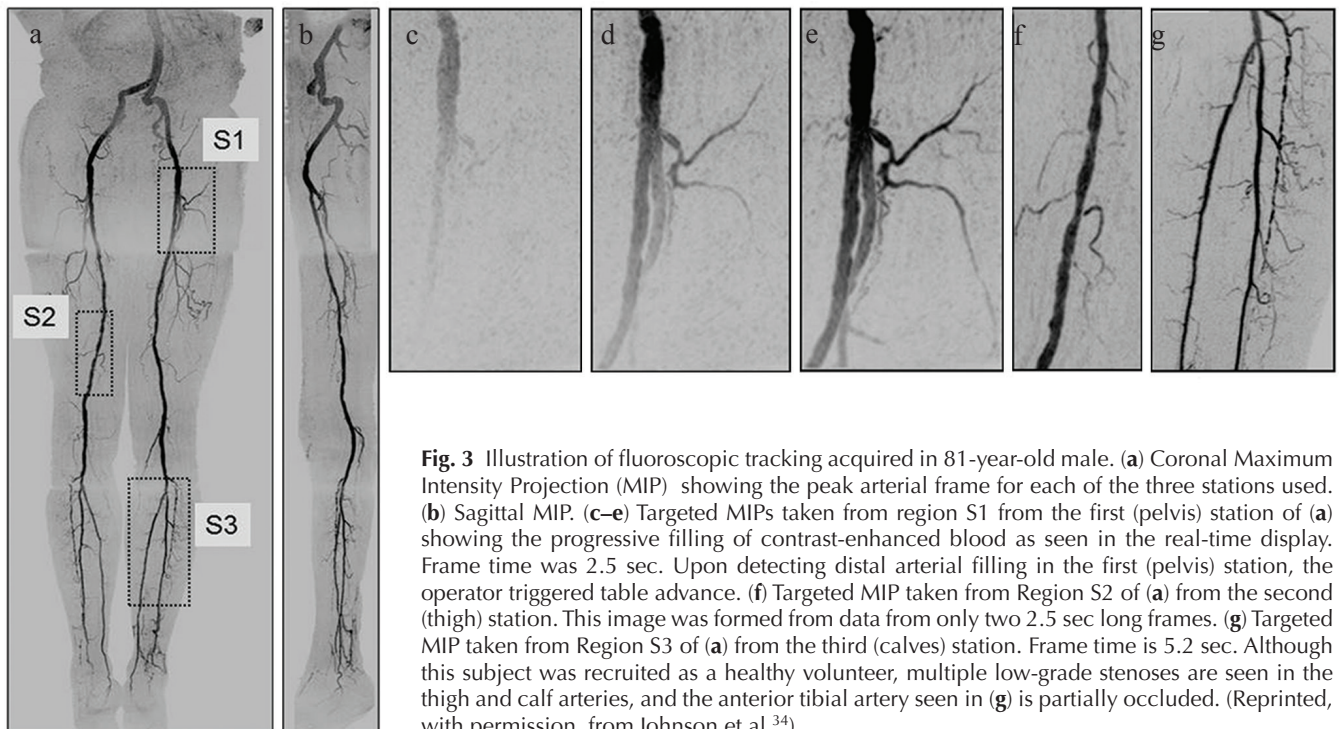 a
b
c
d
e
f
g
S1
S2
S3
Fig. 3 Illustration of fluoroscopic tracking acquired in 81-year-old male. (a) Coronal Maximum
Intensity Projection (MIP) showing the peak arterial frame for each of the three stations used.
(b) Sagittal MIP. (c–e) Targeted MIPs taken from region S1 from the first (pelvis) station of (a)
showing the progressive filling of contrast-enhanced blood as seen in the real-time display.
Frame time was 2.5 sec. Upon detecting distal arterial filling in the first (pelvis) station, the
operator triggered table advance. (f) Targeted MIP taken from Region S2 of (a) from the second
(thigh) station. This image was formed from data from only two 2.5 sec long frames. (g) Targeted
MIP taken from Region S3 of (a) from the third (calves) station. Frame time is 5.2 sec. Although
this subject was recruited as a healthy volunteer, multiple low-grade stenoses are seen in the
thigh and calf arteries, and the anterior tibial artery seen in (g) is partially occluded. (Reprinted,
with permission, from Johnson et al.34)